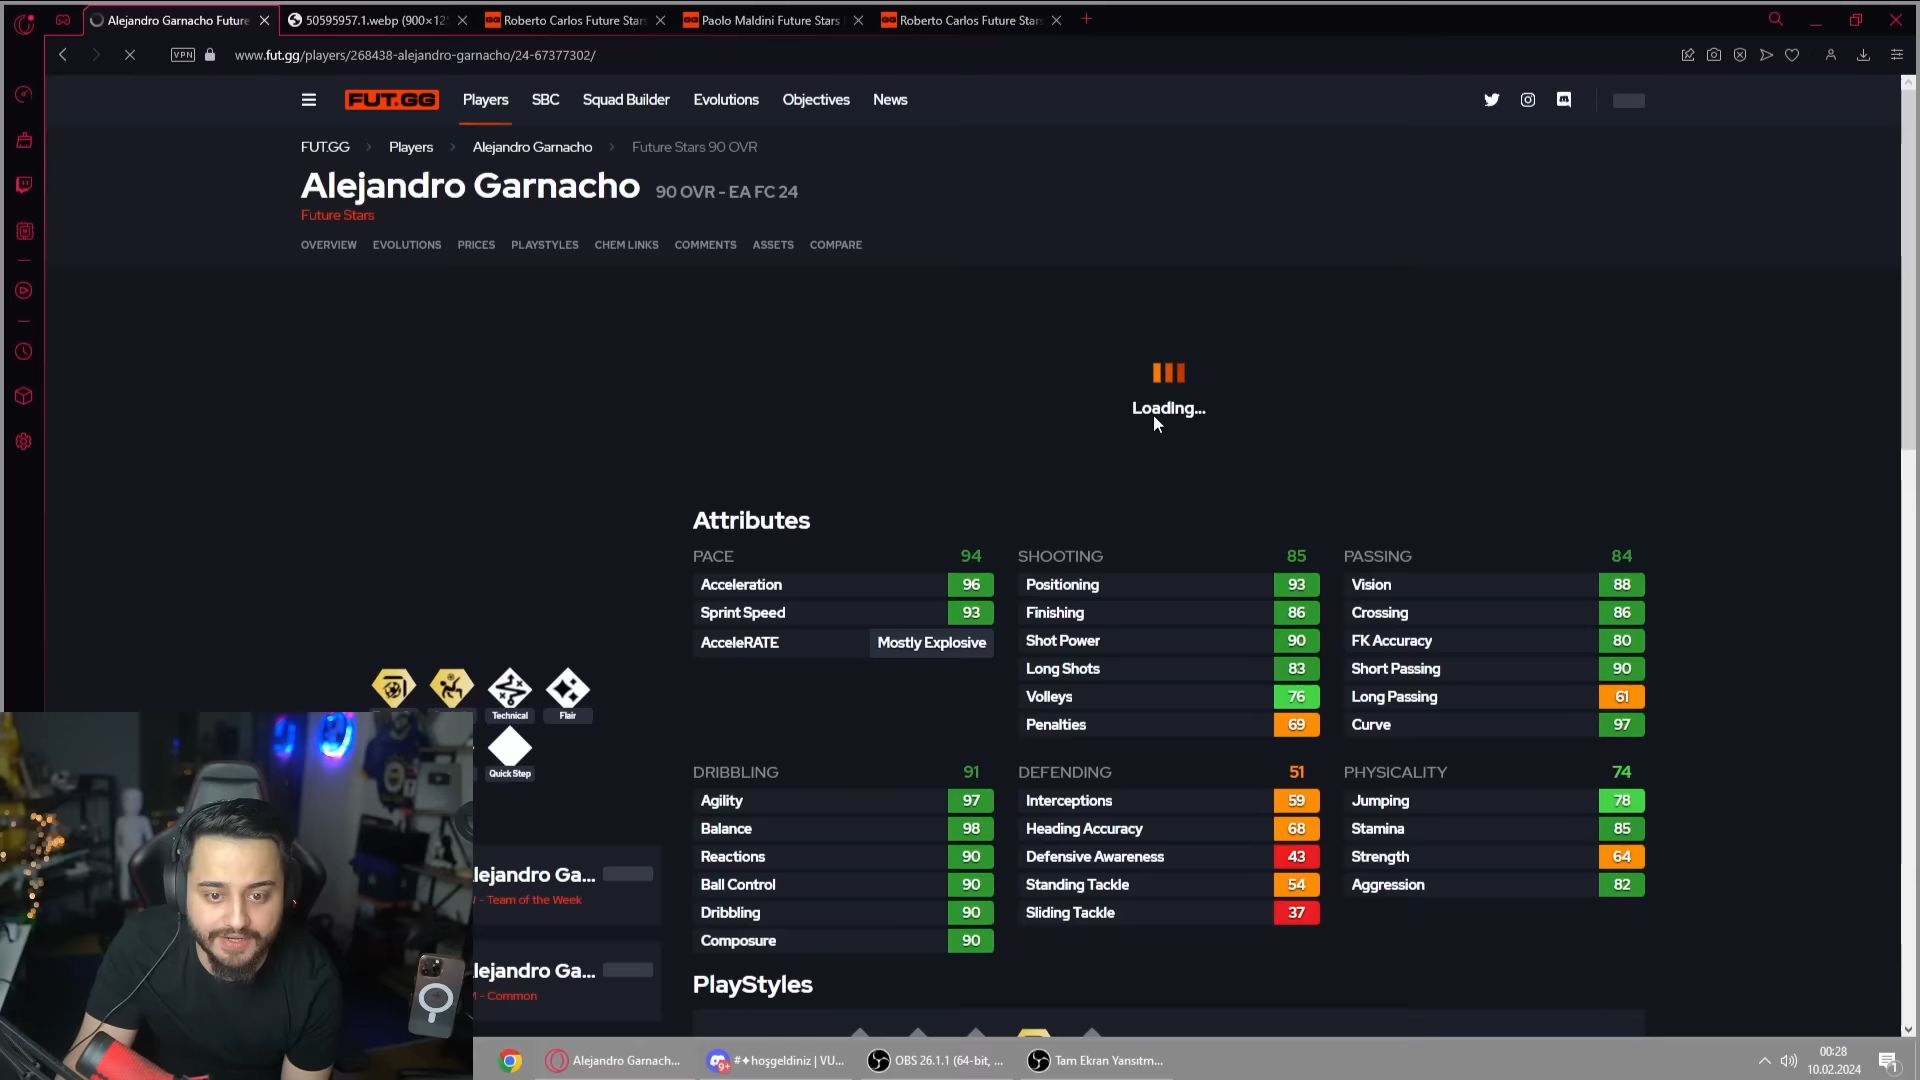 Alejandro Garnacho Future
50595957.1.webp (900×12
Roberto Carlos Future Star
Paolo Maldini Future Stars
Roberto Carlos Future Star
VPN
www.fut.gg/players/268438-alejandro-garnacho/24-67377302/
FUT.GG
Players
SBC
Squad Builder
Evolutions
Objectives
News
FUT.GG > Players > Alejandro Garnacho > Future Stars 90 OVR
Alejandro Garnacho 90 OVR - EA FC 24
Future Stars
OVERVIEW EVOLUTIONS PRICES PLAYSTYLES CHEM LINKS COMMENTS ASSETS COMPARE
Loading...
Attributes
PACE 94
Acceleration 96
Sprint Speed 93
AcceleRATE Mostly Explosive
SHOOTING 85
Positioning 93
Finishing 86
Shot Power 90
Long Shots 83
Volleys 76
Penalties 69
PASSING 84
Vision 88
Crossing 86
FK Accuracy 80
Short Passing 90
Long Passing 61
Curve 97
Technical
Flair
Quick Step
DRIBBLING 91
Agility 97
Balance 98
Reactions 90
Ball Control 90
Dribbling 90
Composure 90
DEFENDING 51
Interceptions 59
Heading Accuracy 68
Defensive Awareness 43
Standing Tackle 54
Sliding Tackle 37
PHYSICALITY 74
Jumping 78
Stamina 85
Strength 64
Aggression 82
lejandro Ga...
- Team of the Week
lejandro Ga...
- Common
PlayStyles
Alejandro Garnach...
9+
#✦hoşgeldiniz | VU...
OBS 26.1.1 (64-bit, ...
Tam Ekran Yansıtm...
00:28
10.02.2024
1